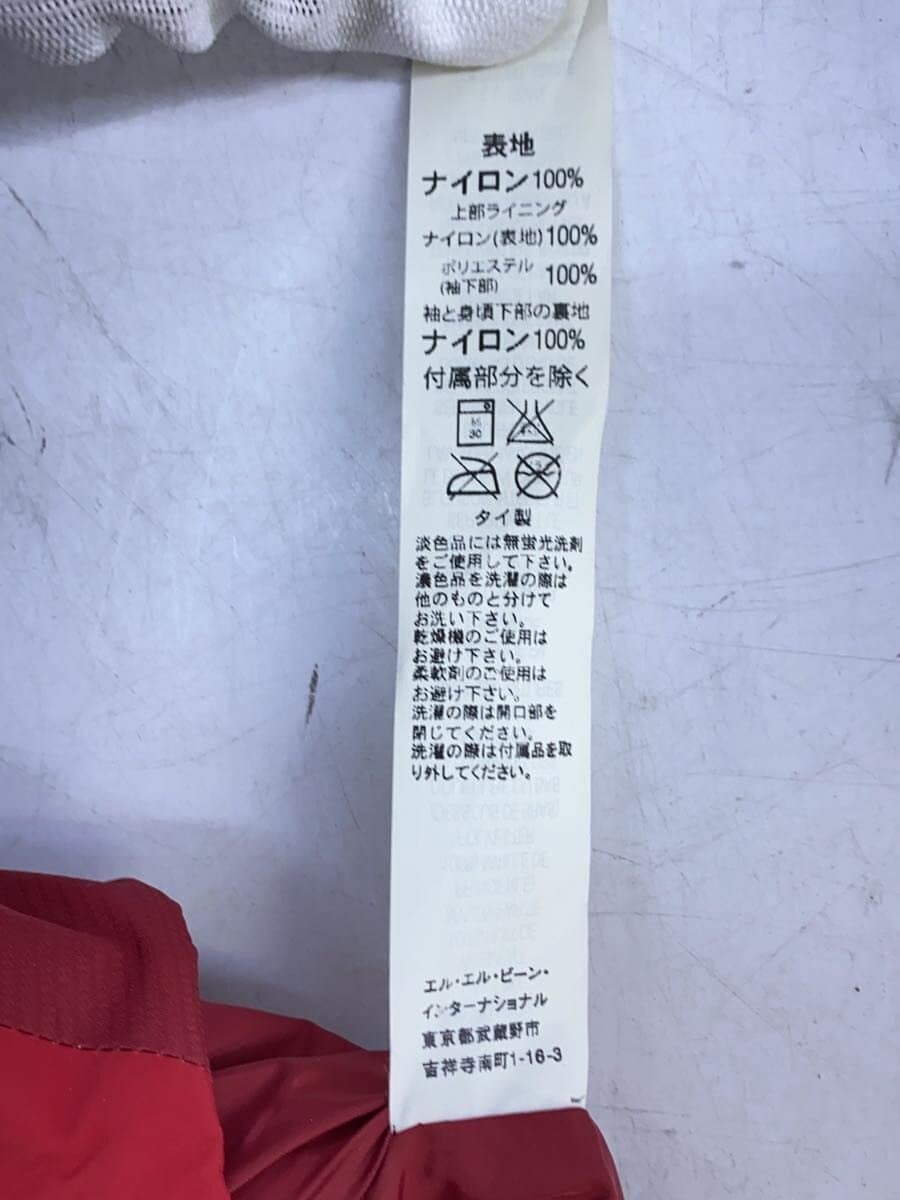 表地
ナイロン100%
上部ライニング
ナイロン(表地)100%
ポリエステル
(袖下部) 100%
袖と身頃下部の裏地
ナイロン100%
付属部分を除く
30
タイ製
淡色品には無蛍光洗剤
をご使用して下さい。
濃色品を洗濯の際は
他のものと分けて
お洗い下さい。
乾燥機のご使用は
お避け下さい。
柔軟剤のご使用は
お避け下さい。
洗濯の際は開口部を
閉じてください。
洗濯の際は付属品を取
り外してください。
エル・エル・ビーン・
インターナショナル
東京都武蔵野市
吉祥寺南町1-16-3